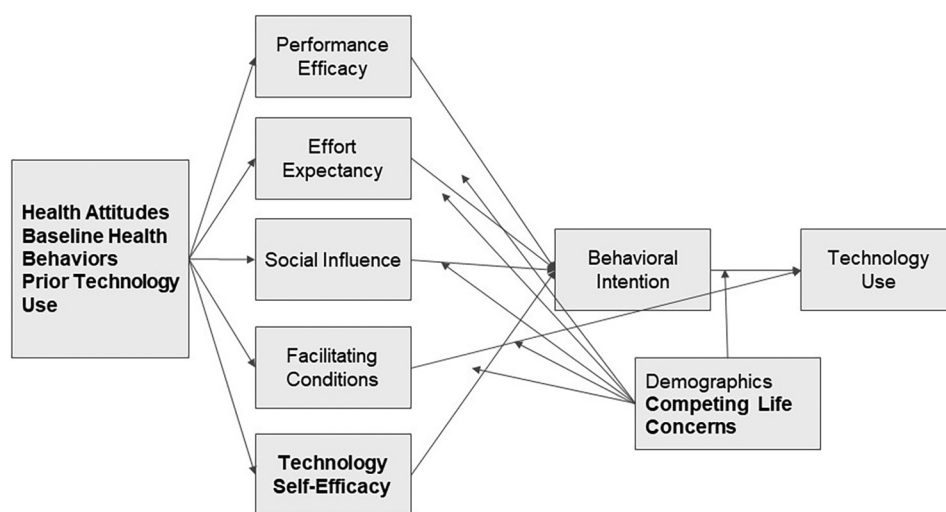 Performance
Efficacy
Effort
Expectancy
Health Attitudes
Baseline Health
Behaviors
Prior Technology
Use
Social Influence
Behavioral
Intention
Technology
Use
Facilitating
Conditions
Demographics
Competing Life
Concerns
Technology
Self-Efficacy